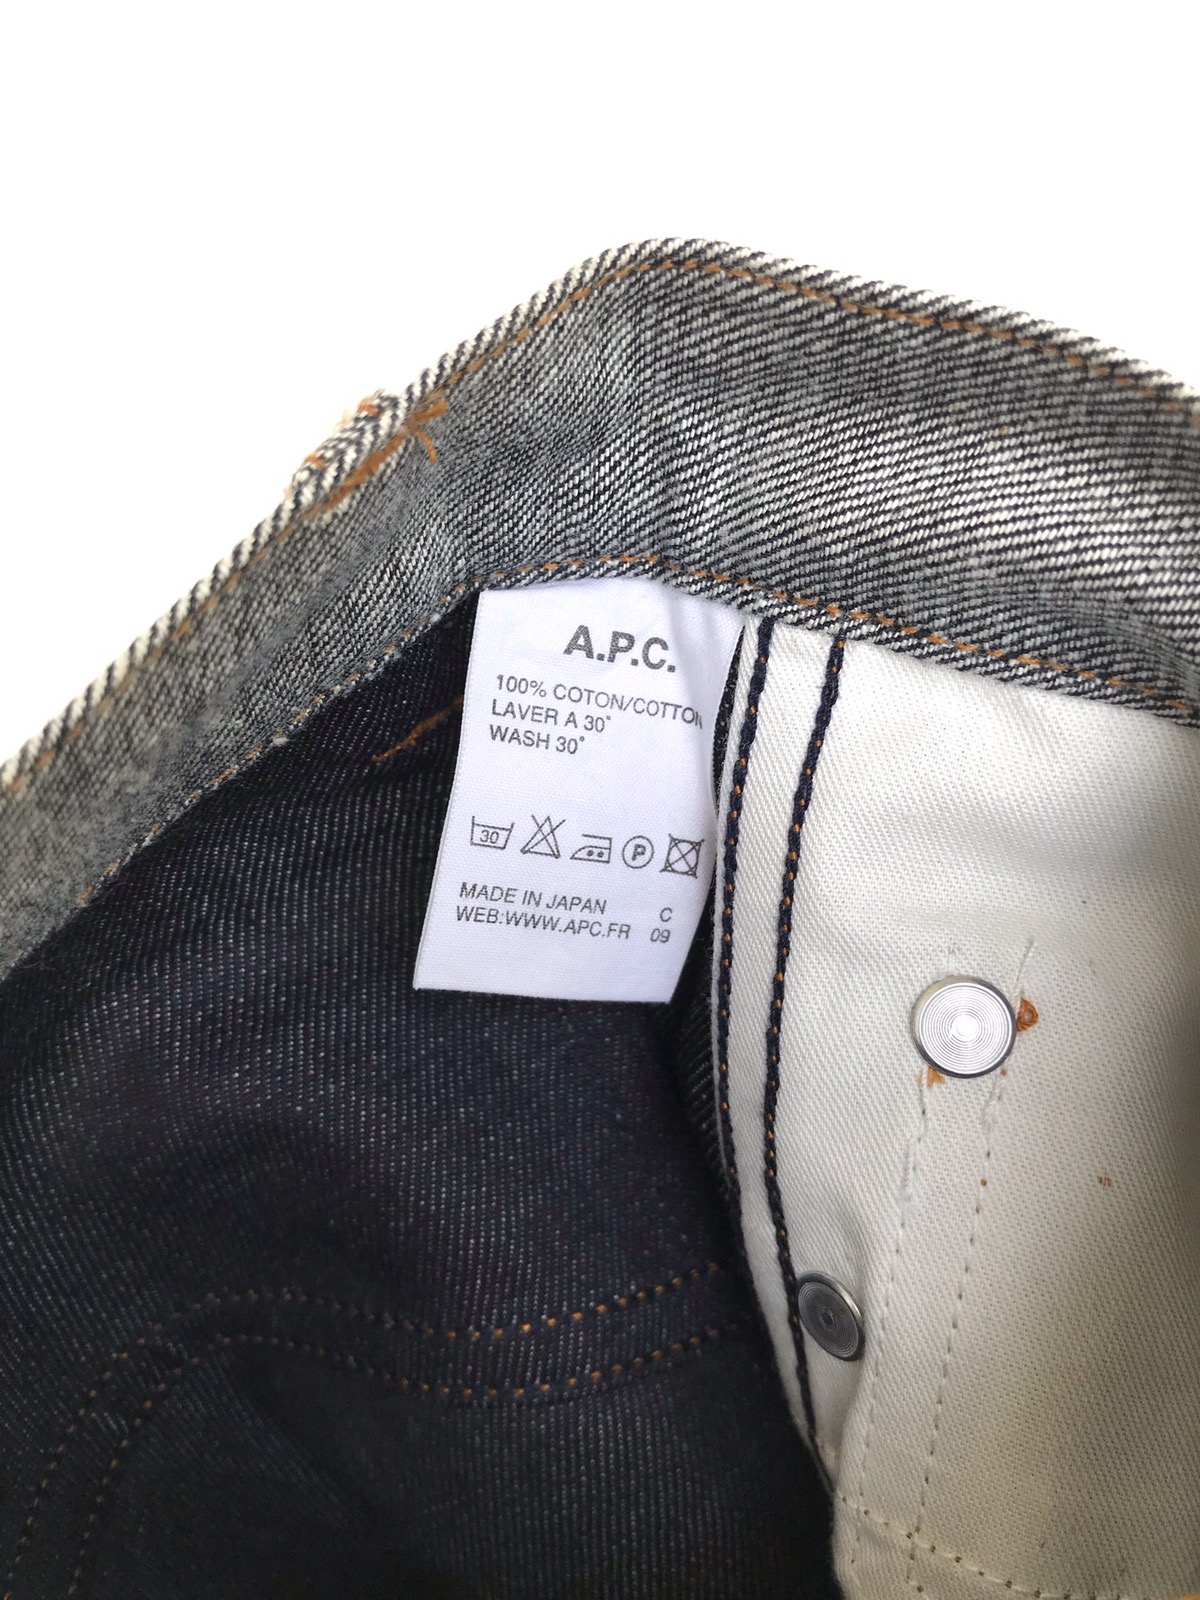 A.P.C.
100% COTON/COTTON
LAVER A 30°
WASH 30°
30
P
MADE IN JAPAN C
WEB:WWW.APC.FR 09